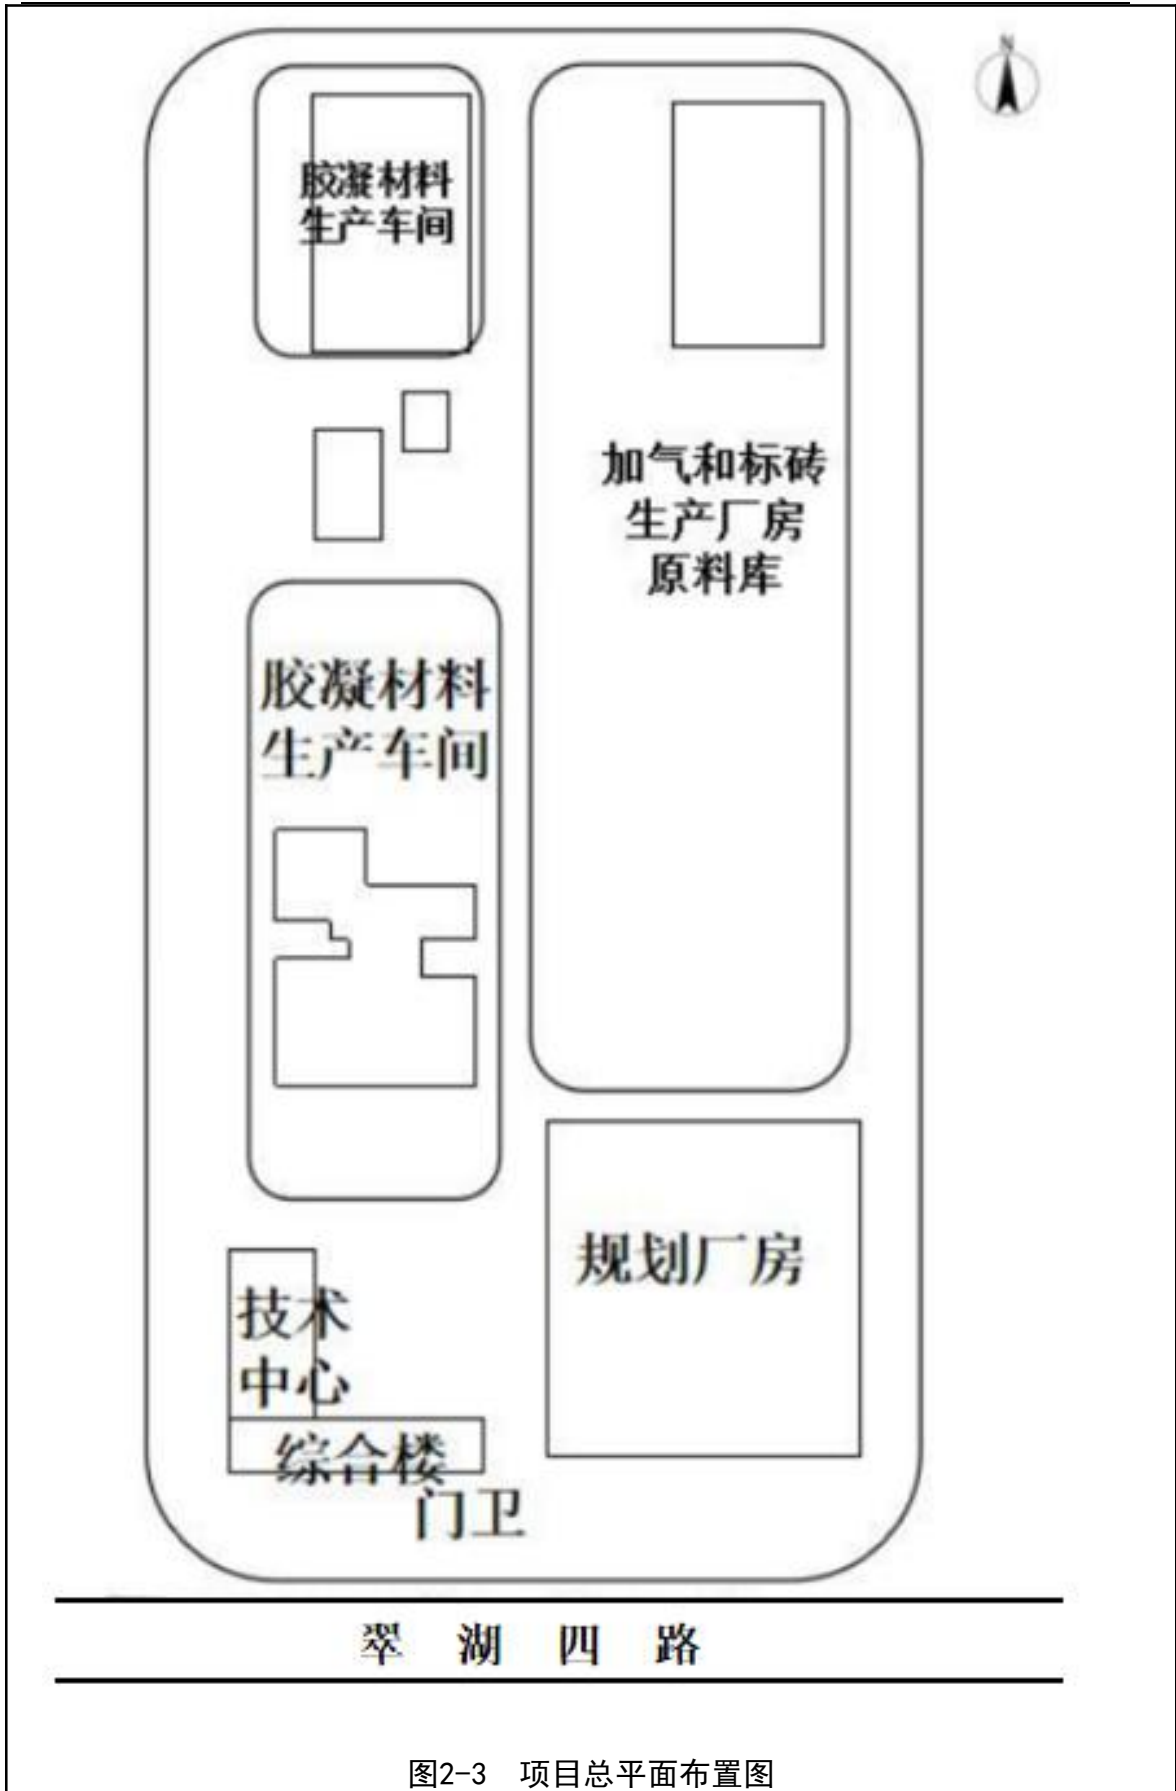 N
胶凝材料
生产车间
加气和标砖
生产厂房
原料库
胶凝材料
生产车间
规划厂房
技术
中心
综合楼
门卫
翠湖四路
图2-3 项目总平面布置图